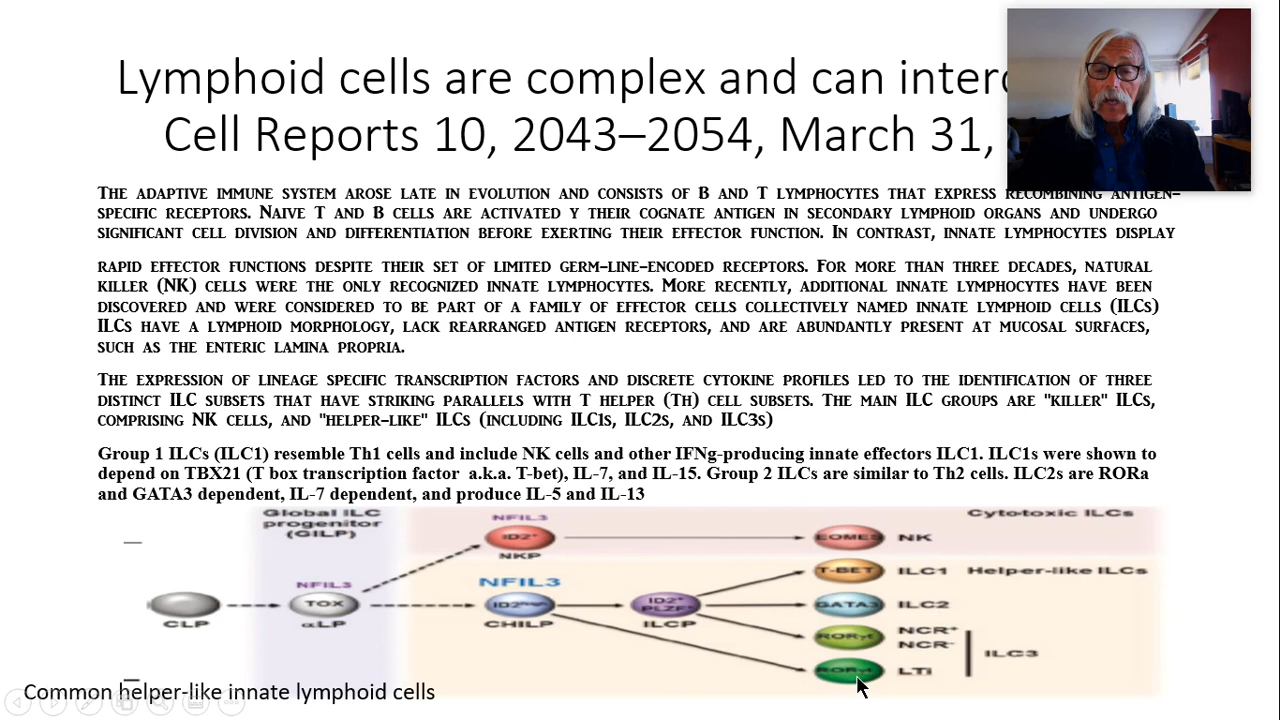 Lymphoid cells are complex and can interc
Cell Reports 10, 2043–2054, March 31,
THE ADAPTIVE IMMUNE SYSTEM AROSE LATE IN EVOLUTION AND CONSISTS OF B AND T LYMPHOCYTES THAT EXPRESS RECOMBINING ANTIGEN-
SPECIFIC RECEPTORS. NAIVE T AND B CELLS ARE ACTIVATED Y THEIR COGNATE ANTIGEN IN SECONDARY LYMPHOID ORGANS AND UNDERGO
SIGNIFICANT CELL DIVISION AND DIFFERENTIATION BEFORE EXERTING THEIR EFFECTOR FUNCTION. IN CONTRAST, INNATE LYMPHOCYTES DISPLAY
RAPID EFFECTOR FUNCTIONS DESPITE THEIR SET OF LIMITED GERM-LINE-ENCODED RECEPTORS. FOR MORE THAN THREE DECADES, NATURAL
KILLER (NK) CELLS WERE THE ONLY RECOGNIZED INNATE LYMPHOCYTES. MORE RECENTLY, ADDITIONAL INNATE LYMPHOCYTES HAVE BEEN
DISCOVERED AND WERE CONSIDERED TO BE PART OF A FAMILY OF EFFECTOR CELLS COLLECTIVELY NAMED INNATE LYMPHOID CELLS (ILCS)
ILCS HAVE A LYMPHOID MORPHOLOGY, LACK REARRANGED ANTIGEN RECEPTORS, AND ARE ABUNDANTLY PRESENT AT MUCOSAL SURFACES,
SUCH AS THE ENTERIC LAMINA PROPRIA.
THE EXPRESSION OF LINEAGE SPECIFIC TRANSCRIPTION FACTORS AND DISCRETE CYTOKINE PROFILES LED TO THE IDENTIFICATION OF THREE
DISTINCT ILC SUBSETS THAT HAVE STRIKING PARALLELS WITH T HELPER (TH) CELL SUBSETS. THE MAIN ILC GROUPS ARE "KILLER" ILCS,
COMPRISING NK CELLS, AND "HELPER-LIKE" ILCS (INCLUDING ILC1S, ILC2S, AND ILC3S)
Group 1 ILCs (ILC1) resemble Th1 cells and include NK cells and other IFNg-producing innate effectors ILC1. ILC1s were shown to
depend on TBX21 (T box transcription factor a.k.a. T-bet), IL-7, and IL-15. Group 2 ILCs are similar to Th2 cells. ILC2s are RORa
and GATA3 dependent, IL-7 dependent, and produce IL-5 and IL-13
Global ILC
progenitor
(GILP)
NFIL3
ID2+
NKP
EOMES
NK
Cytotoxic ILCs
T-BET
ILC1
Helper-like ILCs
NFIL3
TOX
αLP
CLP
NFIL3
CHILP
ID2+
PLZF+
ILCP
GATA3
ILC2
RORγt
NCR+
NCR-
ILC3
RORγt
LTi
Common helper-like innate lymphoid cells